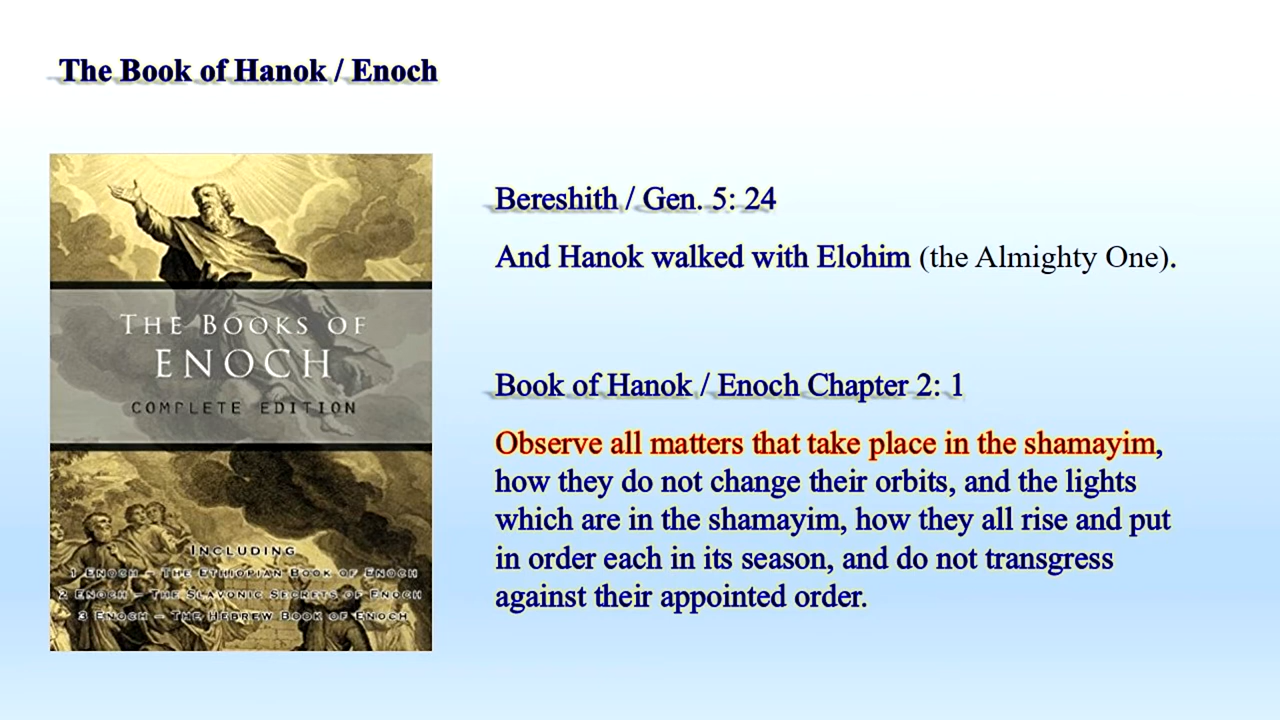 The Book of Hanok / Enoch
THE BOOKS OF
ENOCH
COMPLETE EDITION
INCLUDING
1 ENOCH – THE ETHIOPIAN BOOK OF ENOCH
2 ENOCH – THE SLAVONIC SECRETS OF ENOCH
3 ENOCH – THE HEBREW BOOK OF ENOCH
Bereshith / Gen. 5: 24
And Hanok walked with Elohim (the Almighty One).
Book of Hanok / Enoch Chapter 2: 1
Observe all matters that take place in the shamayim,
how they do not change their orbits, and the lights
which are in the shamayim, how they all rise and put
in order each in its season, and do not transgress
against their appointed order.